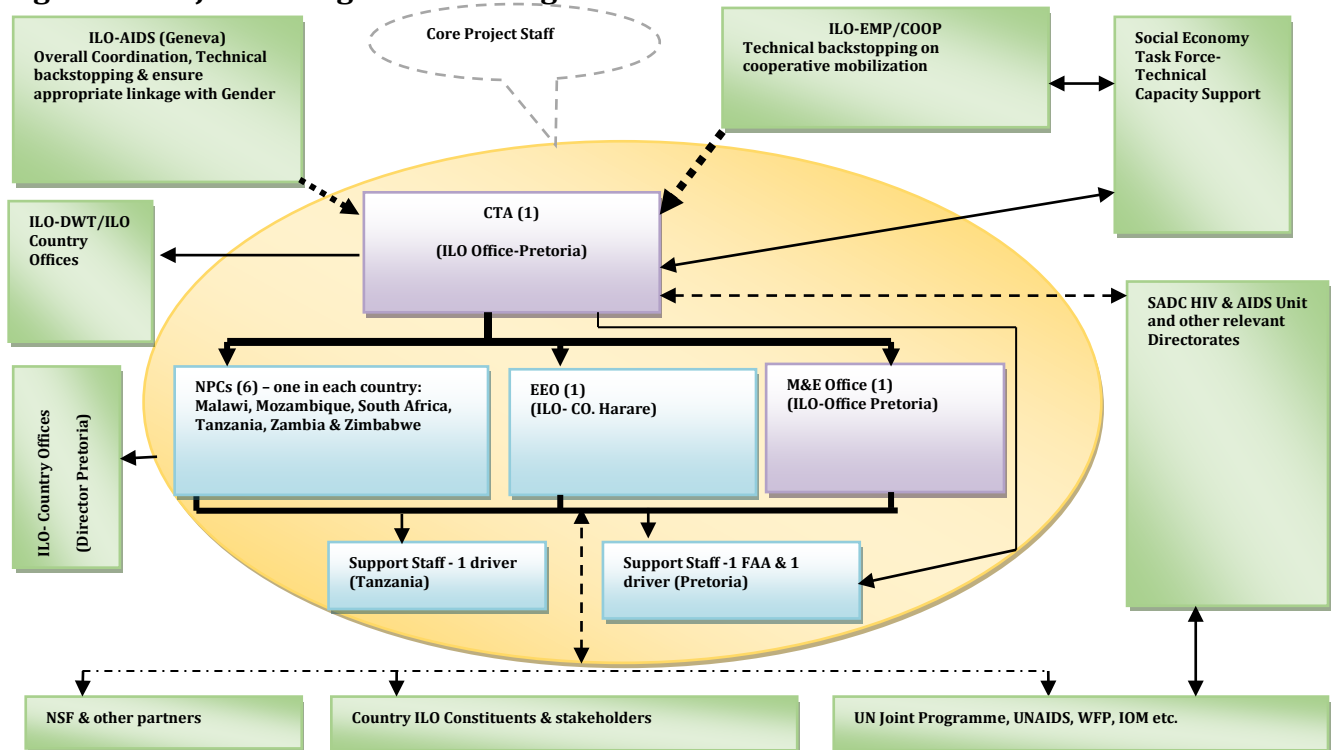 ILO-AIDS (Geneva)
Overall Coordination, Technical
backstopping & ensure
appropriate linkage with Gender
Core Project Staff
ILO-EMP/COOP
Technical backstopping on
cooperative mobilization
Social Economy
Task Force-
Technical
Capacity Support
ILO-DWT/ILO
Country
Offices
CTA (1)
(ILO Office-Pretoria)
SADC HIV & AIDS Unit
and other relevant
Directorates
ILO- Country Offices
(Director Pretoria)
NPCs (6) – one in each country:
Malawi, Mozambique, South Africa,
Tanzania, Zambia & Zimbabwe
EEO (1)
(ILO- CO. Harare)
M&E Office (1)
(ILO-Office Pretoria)
Support Staff - 1 driver
(Tanzania)
Support Staff -1 FAA & 1
driver (Pretoria)
NSF & other partners
Country ILO Constituents & stakeholders
UN Joint Programme, UNAIDS, WFP, IOM etc.